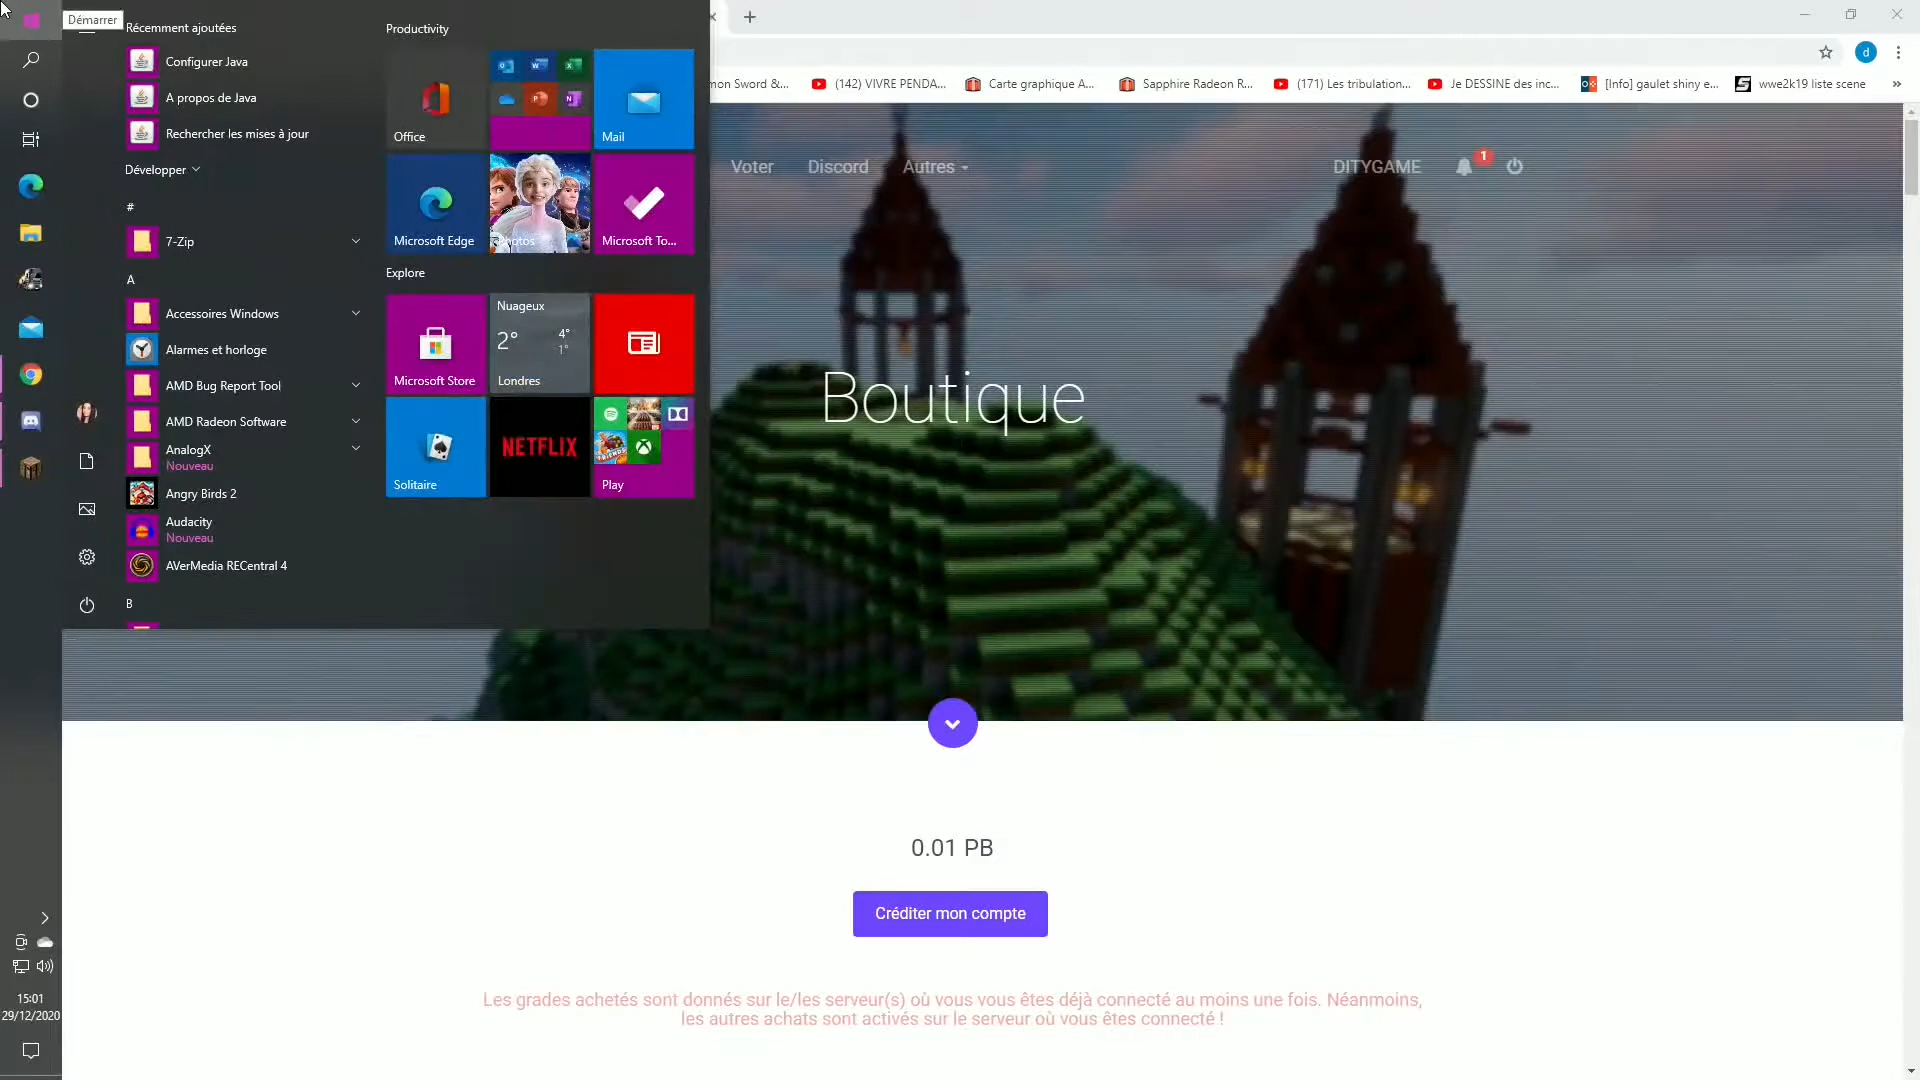 Démarrer
Récemment ajoutées
Configurer Java
A propos de Java
Rechercher les mises à jour
Développer
#
7-Zip
A
Accessoires Windows
Alarmes et horloge
AMD Bug Report Tool
AMD Radeon Software
AnalogX
Nouveau
Angry Birds 2
Audacity
Nouveau
AVerMedia RECentral 4
B
Productivity
Office
Mail
Microsoft Edge
Photos
Microsoft To...
Explore
Microsoft Store
Nuageux
2°
4°
1°
Londres
Solitaire
NETFLIX
Play
d
mon Sword &...
(142) VIVRE PENDA...
Carte graphique A...
Sapphire Radeon R...
(171) Les tribulation...
Je DESSINE des inc...
[Info] gaulet shiny e...
wwe2k19 liste scene
»
Voter
Discord
Autres
DITYGAME
1
Boutique
0.01 PB
Créditer mon compte
Les grades achetés sont donnés sur le/les serveur(s) où vous vous êtes déjà connecté au moins une fois. Néanmoins,
les autres achats sont activés sur le serveur où vous êtes connecté !
15:01
29/12/2020